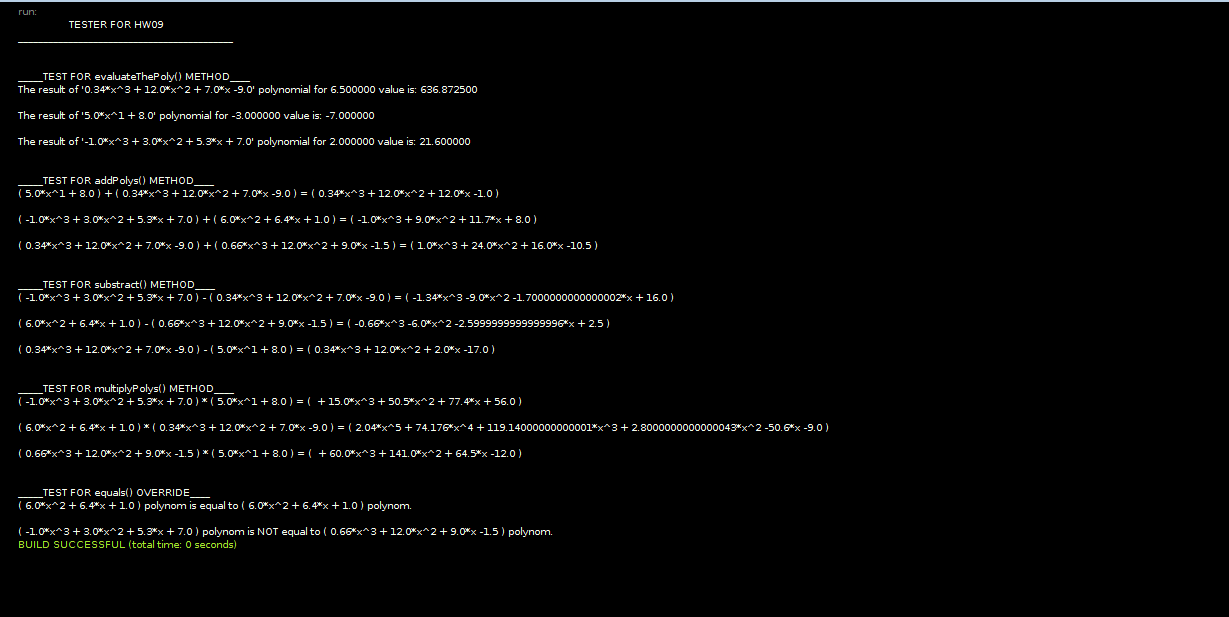 run:
TESTER FOR HW09
___________________________________________
_____TEST FOR evaluateThePoly() METHOD____
The result of '0.34*x^3 + 12.0*x^2 + 7.0*x -9.0' polynomial for 6.500000 value is: 636.872500
The result of '5.0*x^1 + 8.0' polynomial for -3.000000 value is: -7.000000
The result of '-1.0*x^3 + 3.0*x^2 + 5.3*x + 7.0' polynomial for 2.000000 value is: 21.600000
_____TEST FOR addPolys() METHOD____
( 5.0*x^1 + 8.0 ) + ( 0.34*x^3 + 12.0*x^2 + 7.0*x -9.0 ) = ( 0.34*x^3 + 12.0*x^2 + 12.0*x -1.0 )
( -1.0*x^3 + 3.0*x^2 + 5.3*x + 7.0 ) + ( 6.0*x^2 + 6.4*x + 1.0 ) = ( -1.0*x^3 + 9.0*x^2 + 11.7*x + 8.0 )
( 0.34*x^3 + 12.0*x^2 + 7.0*x -9.0 ) + ( 0.66*x^3 + 12.0*x^2 + 9.0*x -1.5 ) = ( 1.0*x^3 + 24.0*x^2 + 16.0*x -10.5 )
_____TEST FOR substract() METHOD____
( -1.0*x^3 + 3.0*x^2 + 5.3*x + 7.0 ) - ( 0.34*x^3 + 12.0*x^2 + 7.0*x -9.0 ) = ( -1.34*x^3 -9.0*x^2 -1.7000000000000002*x + 16.0 )
( 6.0*x^2 + 6.4*x + 1.0 ) - ( 0.66*x^3 + 12.0*x^2 + 9.0*x -1.5 ) = ( -0.66*x^3 -6.0*x^2 -2.5999999999999996*x + 2.5 )
( 0.34*x^3 + 12.0*x^2 + 7.0*x -9.0 ) - ( 5.0*x^1 + 8.0 ) = ( 0.34*x^3 + 12.0*x^2 + 2.0*x -17.0 )
_____TEST FOR multiplyPolys() METHOD____
( -1.0*x^3 + 3.0*x^2 + 5.3*x + 7.0 ) * ( 5.0*x^1 + 8.0 ) = (  + 15.0*x^3 + 50.5*x^2 + 77.4*x + 56.0 )
( 6.0*x^2 + 6.4*x + 1.0 ) * ( 0.34*x^3 + 12.0*x^2 + 7.0*x -9.0 ) = ( 2.04*x^5 + 74.176*x^4 + 119.14000000000001*x^3 + 2.8000000000000043*x^2 -50.6*x -9.0 )
( 0.66*x^3 + 12.0*x^2 + 9.0*x -1.5 ) * ( 5.0*x^1 + 8.0 ) = (  + 60.0*x^3 + 141.0*x^2 + 64.5*x -12.0 )
_____TEST FOR equals() OVERRIDE____
( 6.0*x^2 + 6.4*x + 1.0 ) polynom is equal to ( 6.0*x^2 + 6.4*x + 1.0 ) polynom.
( -1.0*x^3 + 3.0*x^2 + 5.3*x + 7.0 ) polynom is NOT equal to ( 0.66*x^3 + 12.0*x^2 + 9.0*x -1.5 ) polynom.
BUILD SUCCESSFUL (total time: 0 seconds)